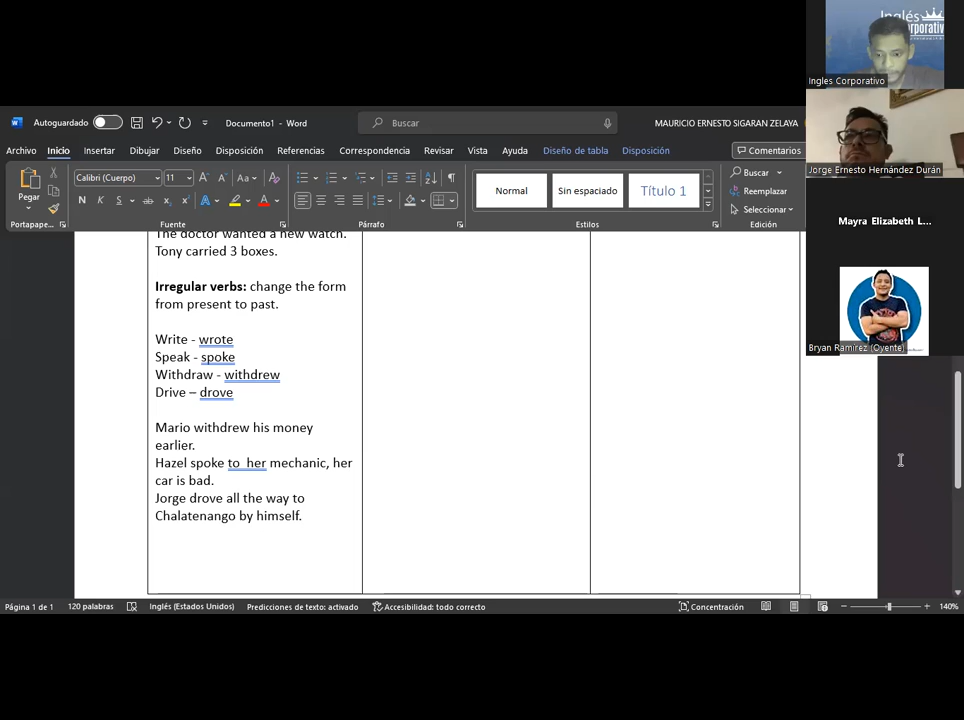 Inglés
Corporativo
Ingles Corporativo
Jorge Ernesto Hernández Durán
Mayra Elizabeth L...
Bryan Ramirez (Oyente)
Autoguardado
Documento1 - Word
Buscar
MAURICIO ERNESTO SIGARAN ZELAYA
Archivo Inicio Insertar Dibujar Diseño Disposición Referencias Correspondencia Revisar Vista Ayuda Diseño de tabla Disposición Comentarios
Pegar
Calibri (Cuerpo) 11
N K S ab
Normal
Sin espaciado
Título 1
Buscar
Reemplazar
Seleccionar
Portapape... Fuente Párrafo Estilos Edición
The doctor wanted a new watch.
Tony carried 3 boxes.
Irregular verbs: change the form
from present to past.
Write - wrote
Speak - spoke
Withdraw - withdrew
Drive – drove
Mario withdrew his money
earlier.
Hazel spoke to  her mechanic, her
car is bad.
Jorge drove all the way to
Chalatenango by himself.
Página 1 de 1 120 palabras Inglés (Estados Unidos) Predicciones de texto: activado Accesibilidad: todo correcto Concentración 140%